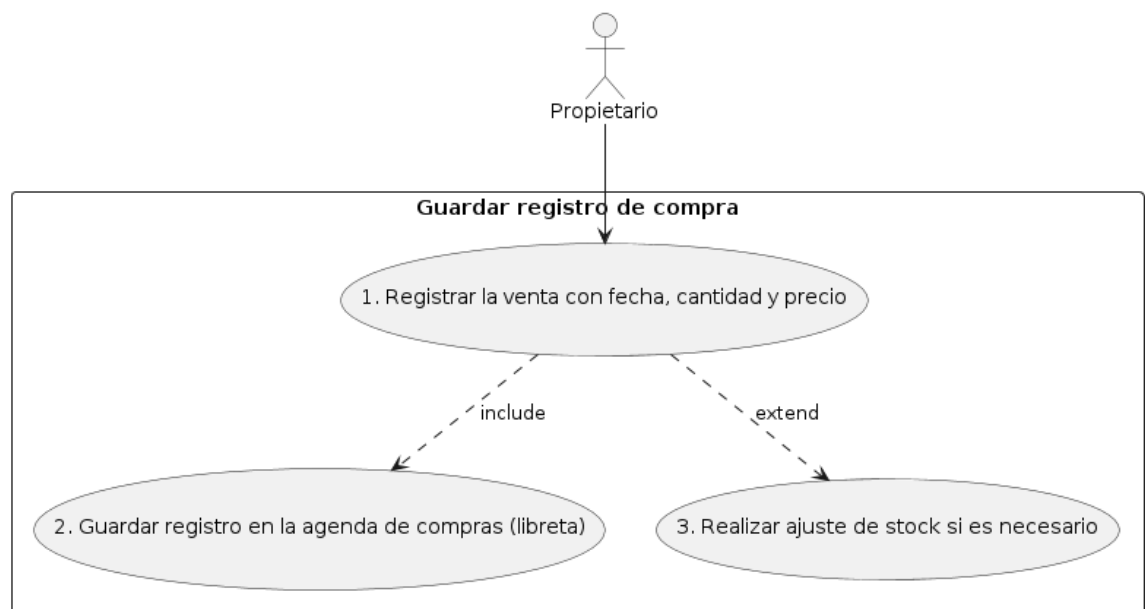 Propietario
Guardar registro de compra
1. Registrar la venta con fecha, cantidad y precio
include
extend
2. Guardar registro en la agenda de compras (libreta)
3. Realizar ajuste de stock si es necesario